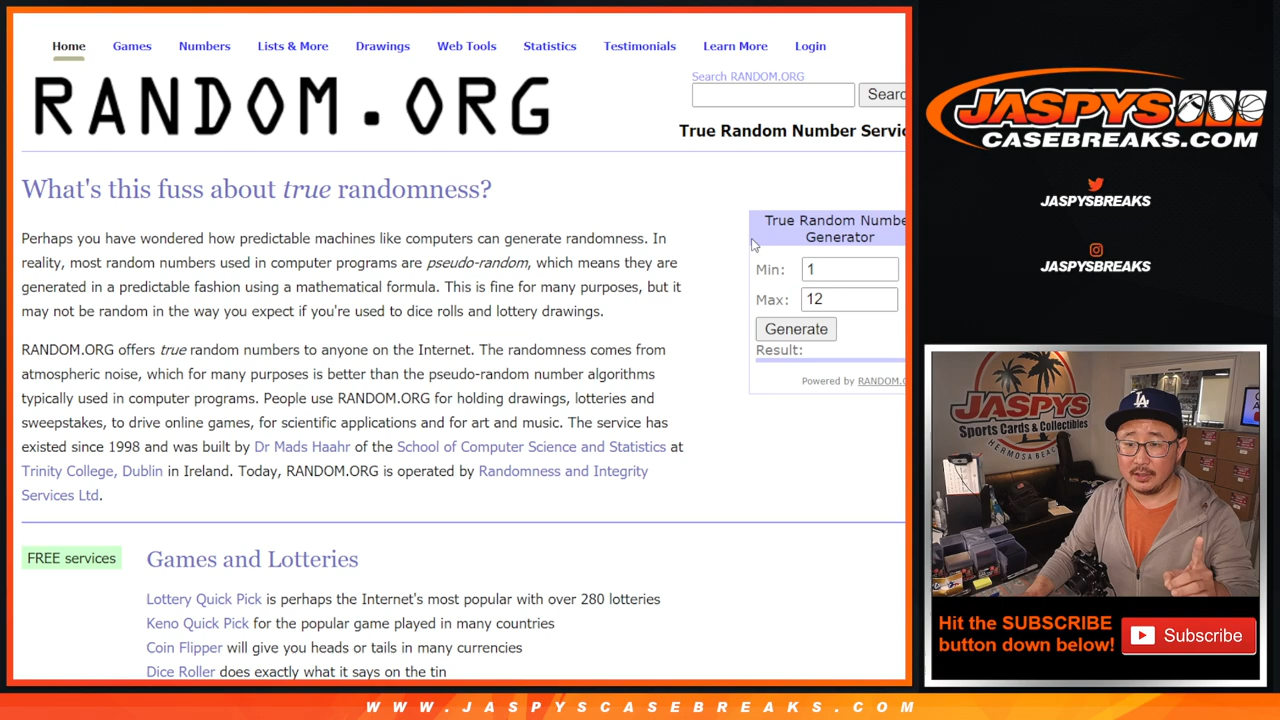 Home Games Numbers Lists & More Drawings Web Tools Statistics Testimonials Learn More Login
RANDOM.ORG
Search RANDOM.ORG
True Random Number
What's this fuss about true randomness?
Perhaps you have wondered how predictable machines like computers can generate randomness. In
reality, most random numbers used in computer programs are pseudo-random, which means they are
generated in a predictable fashion using a mathematical formula. This is fine for many purposes, but it
may not be random in the way you expect if you're used to dice rolls and lottery drawings.
RANDOM.ORG offers true random numbers to anyone on the Internet. The randomness comes from
atmospheric noise, which for many purposes is better than the pseudo-random number algorithms
typically used in computer programs. People use RANDOM.ORG for holding drawings, lotteries and
sweepstakes, to drive online games, for scientific applications and for art and music. The service has
existed since 1998 and was built by Dr Mads Haahr of the School of Computer Science and Statistics at
Trinity College, Dublin in Ireland. Today, RANDOM.ORG is operated by Randomness and Integrity
Services Ltd.
True Random Numbe
Generator
Min: 1
Max: 12
Generate
Result:
Powered by
FREE services
Games and Lotteries
Lottery Quick Pick is perhaps the Internet's most popular with over 280 lotteries
Keno Quick Pick for the popular game played in many countries
Coin Flipper will give you heads or tails in many currencies
Dice Roller does exactly what it says on the tin
JASPYS
CASEBREAKS.COM
JASPYSBREAKS
JASPYSBREAKS
JASPYS
Sports Cards & Collectibles
HERMOSA BEACH
LA
Hit the SUBSCRIBE
button down below!
Subscribe
WWW.JASPYSCASEBREAKS.COM